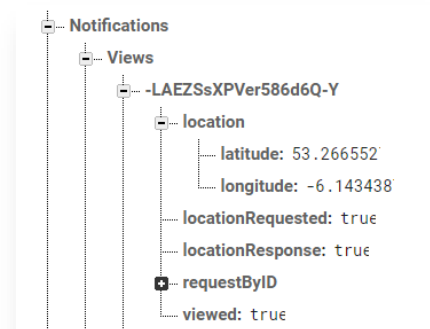 Notifications
Views
-LAEZSsXPVer586d6Q-Y
location
latitude: 53.266552
longitude: -6.143438
locationRequested: true
locationResponse: true
requestByID
viewed: true